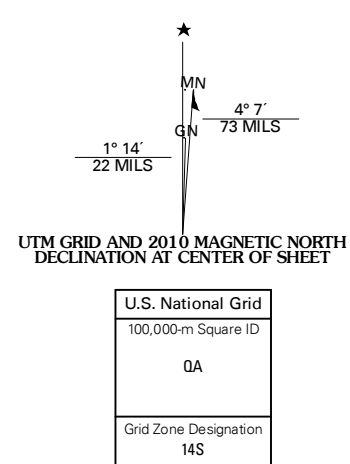 MN
4° 7´
73 MILS
GN
1° 14´
22 MILS
UTM GRID AND 2010 MAGNETIC NORTH
DECLINATION AT CENTER OF SHEET
U.S. National Grid
100,000-m Square ID
QA
Grid Zone Designation
14S